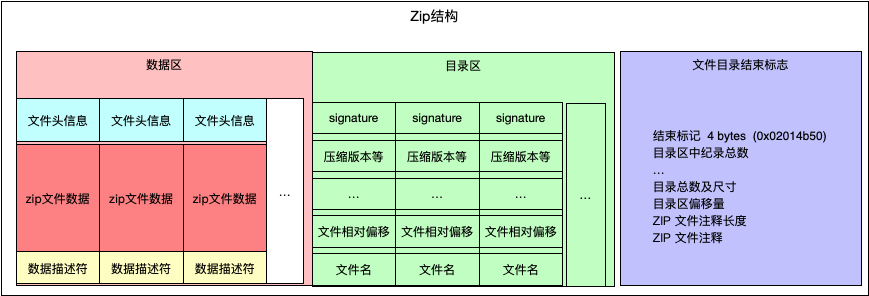 Zip结构
数据区
文件头信息 文件头信息 文件头信息
zip文件数据 zip文件数据 zip文件数据
...
数据描述符 数据描述符 数据描述符
目录区
signature signature signature
压缩版本等 压缩版本等 压缩版本等
... ... ...
...
文件相对偏移 文件相对偏移 文件相对偏移
文件名 文件名 文件名
文件目录结束标志
结束标记 4 bytes (0x02014b50)
目录区中纪录总数
...
目录总数及尺寸
目录区偏移量
ZIP 文件注释长度
ZIP 文件注释